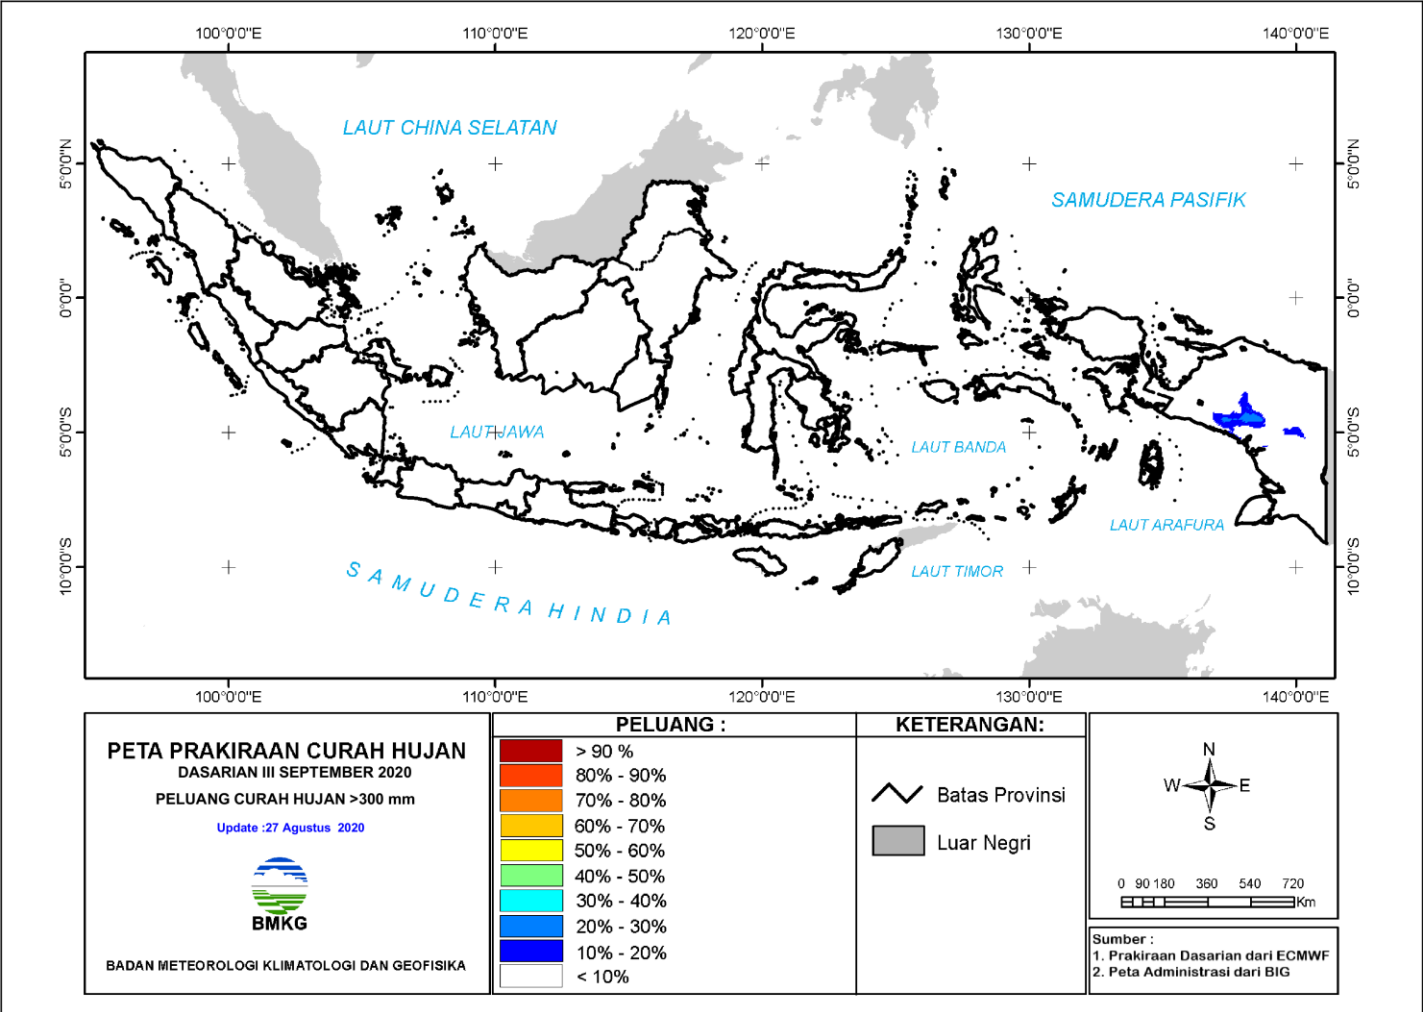 100°0'0"E 110°0'0"E 120°0'0"E 130°0'0"E 140°0'0"E
5°0'0"N
0°0'0"
5°0'0"S
10°0'0"S
LAUT CHINA SELATAN
SAMUDERA PASIFIK
LAUT JAWA
LAUT BANDA
LAUT ARAFURA
LAUT TIMOR
SAMUDERA HINDIA
5°0'0"N
0°0'0"
5°0'0"S
10°0'0"S
100°0'0"E 110°0'0"E 120°0'0"E 130°0'0"E 140°0'0"E
PETA PRAKIRAAN CURAH HUJAN
DASARIAN III SEPTEMBER 2020
PELUANG CURAH HUJAN >300 mm
Update :27 Agustus 2020
BMKG
BADAN METEOROLOGI KLIMATOLOGI DAN GEOFISIKA
PELUANG :
> 90 %
80% - 90%
70% - 80%
60% - 70%
50% - 60%
40% - 50%
30% - 40%
20% - 30%
10% - 20%
< 10%
KETERANGAN:
Batas Provinsi
Luar Negri
N
W E
S
0 90 180 360 540 720
Km
Sumber :
1. Prakiraan Dasarian dari ECMWF
2. Peta Administrasi dari BIG